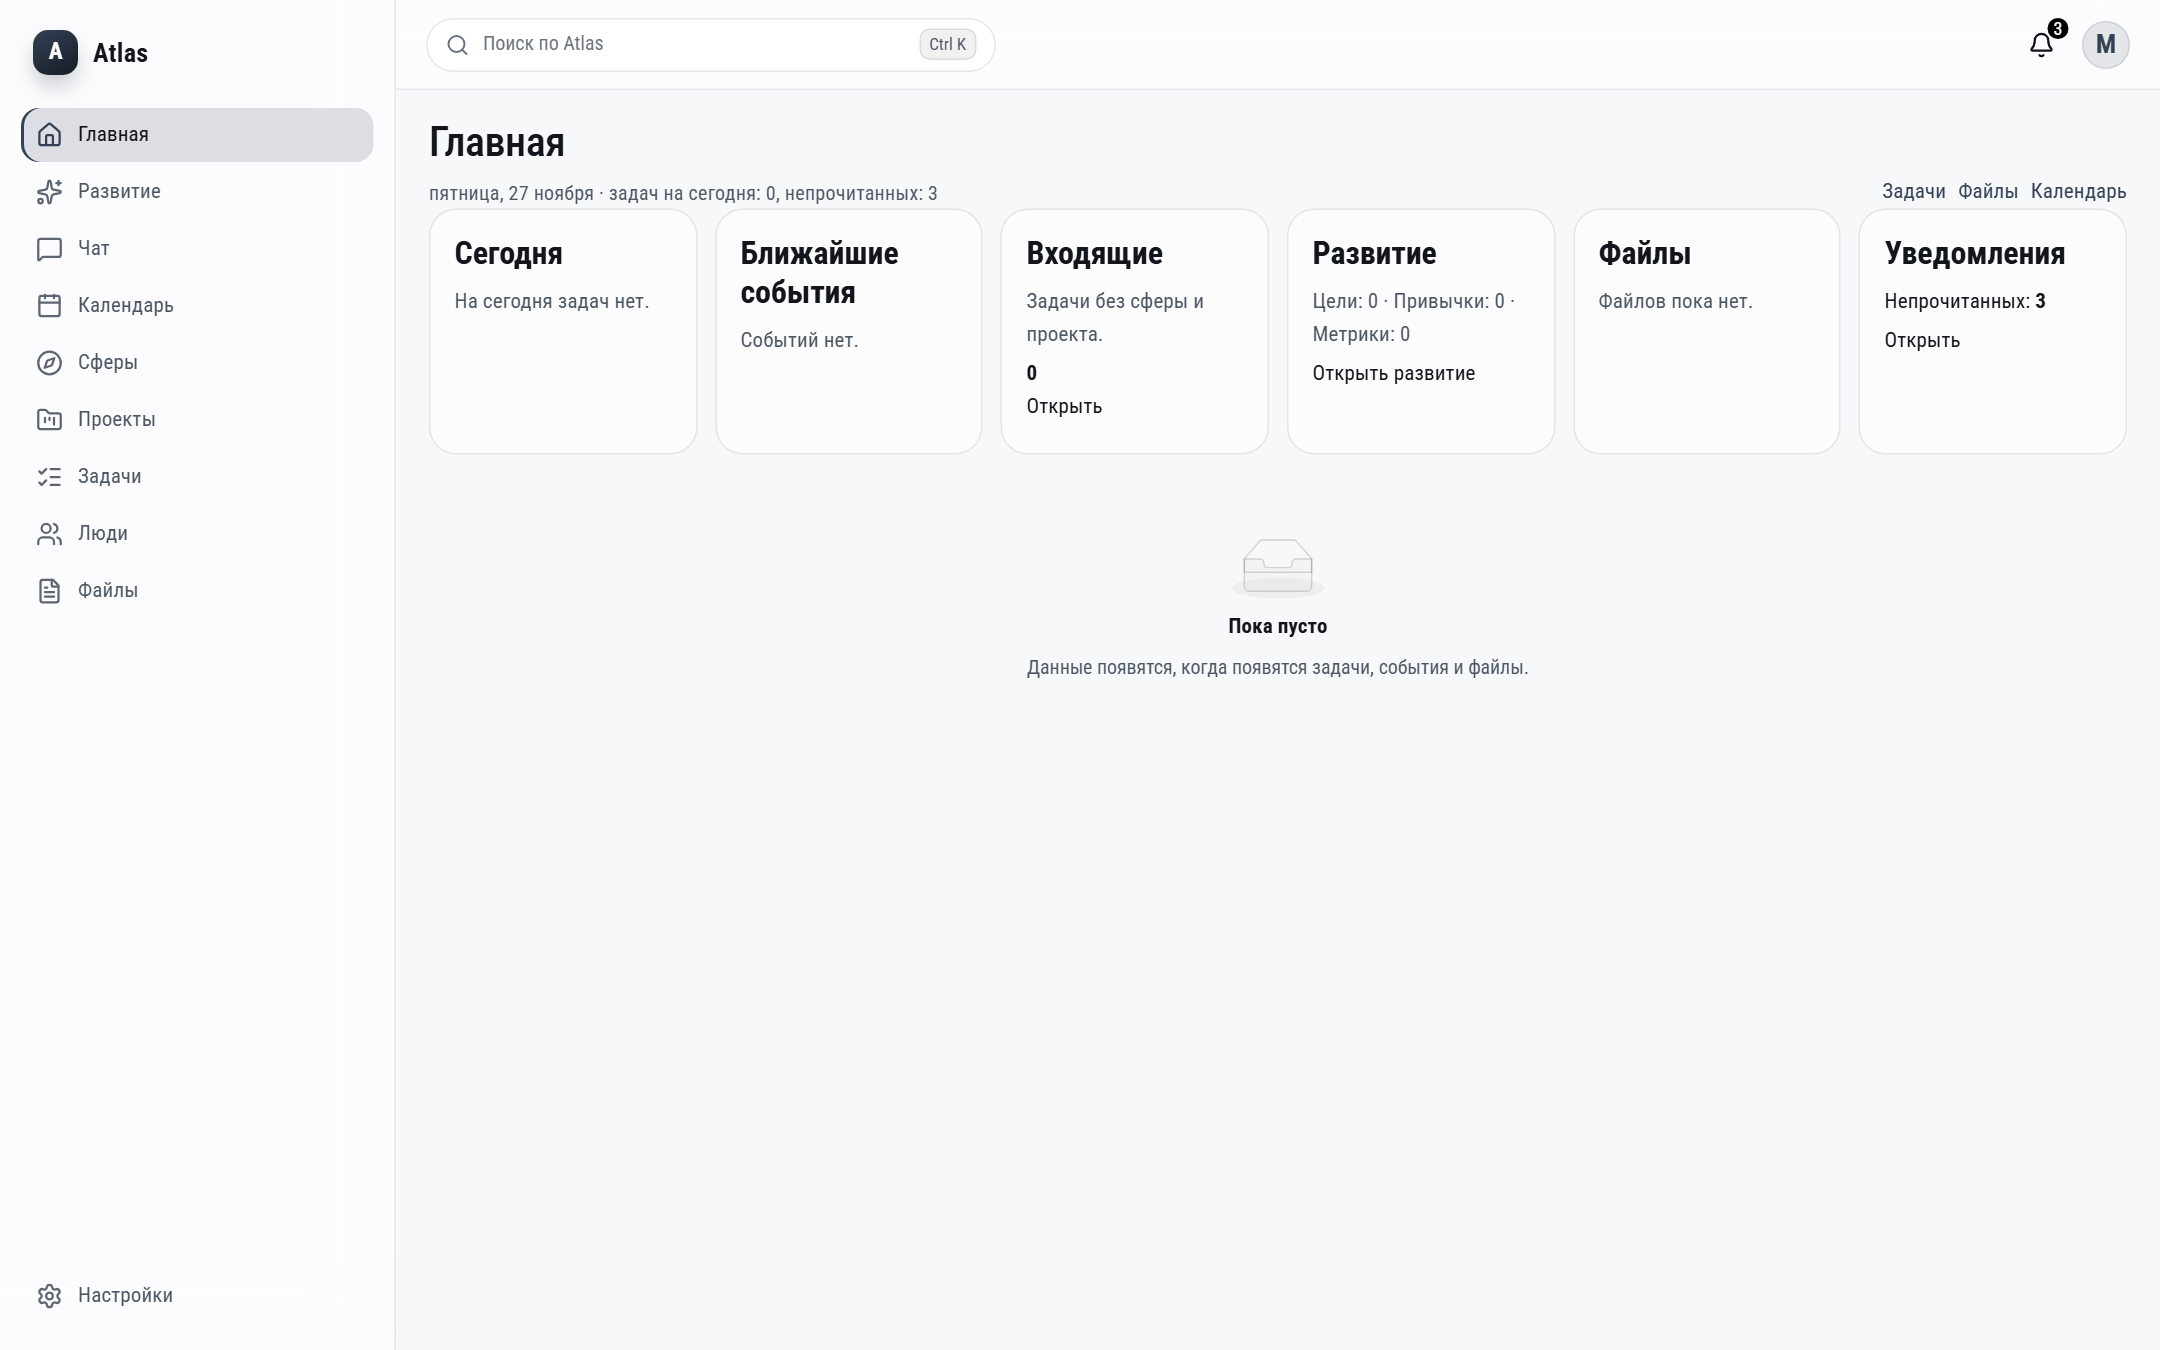 A Atlas
Поиск по Atlas
Ctrl K
3
M
Главная
Развитие
Чат
Календарь
Сферы
Проекты
Задачи
Люди
Файлы
Настройки
Главная
пятница, 27 ноября · задач на сегодня: 0, непрочитанных: 3
Задачи Файлы Календарь
Сегодня
На сегодня задач нет.
Ближайшие
события
Событий нет.
Входящие
Задачи без сферы и
проекта.
0
Открыть
Развитие
Цели: 0 · Привычки: 0 ·
Метрики: 0
Открыть развитие
Файлы
Файлов пока нет.
Уведомления
Непрочитанных: 3
Открыть
Пока пусто
Данные появятся, когда появятся задачи, события и файлы.